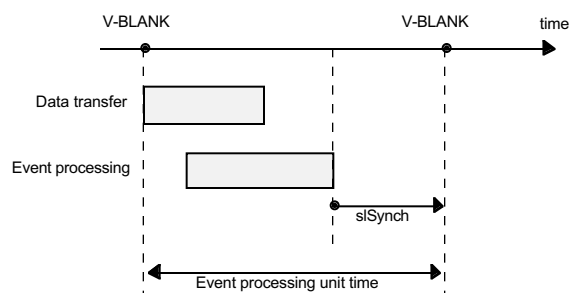 V-BLANK
V-BLANK
time
Data transfer
Event processing
slSynch
Event processing unit time